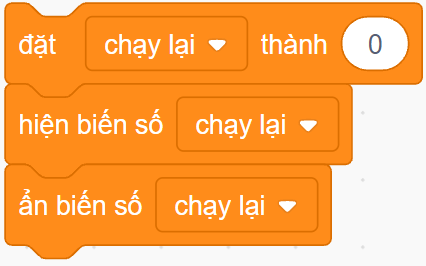 đặt chạy lại thành 0
hiện biến số chạy lại
ẩn biến số chạy lại